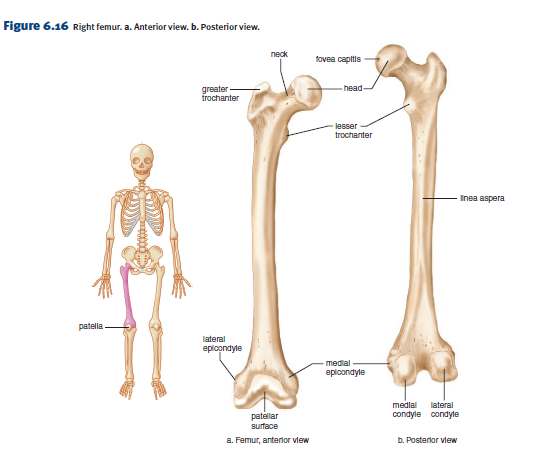 Figure 6.16 Right femur. a. Anterior view. b. Posterior view.
neck
fovea capitis
greater
trochanter
head
lesser
trochanter
linea aspera
patella
lateral
epicondyle
medial
epicondyle
patellar
surface
medial
condyle
lateral
condyle
a. Femur, anterior view
b. Posterior view